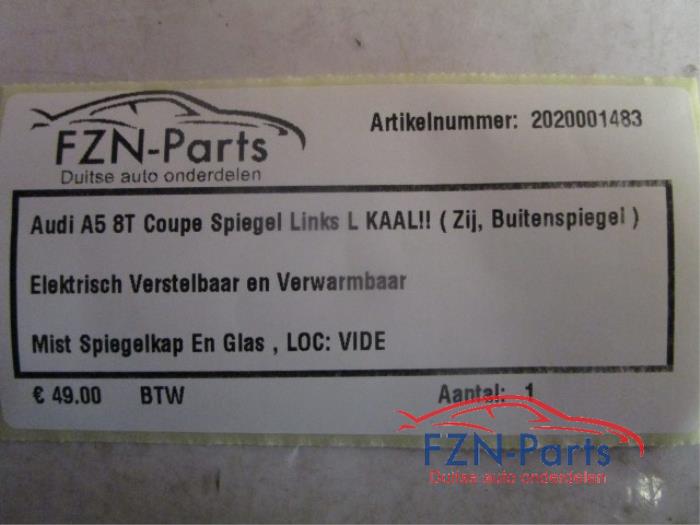 FZN-Parts
Duitse auto onderdelen
Artikelnummer: 2020001483
Audi A5 8T Coupe Spiegel Links L KAAL!! ( Zij, Buitenspiegel )
Elektrisch Verstelbaar en Verwarmbaar
Mist Spiegelkap En Glas , LOC: VIDE
€ 49.00 BTW Aantal: 1
FZN-Parts
Duitse auto onderdelen